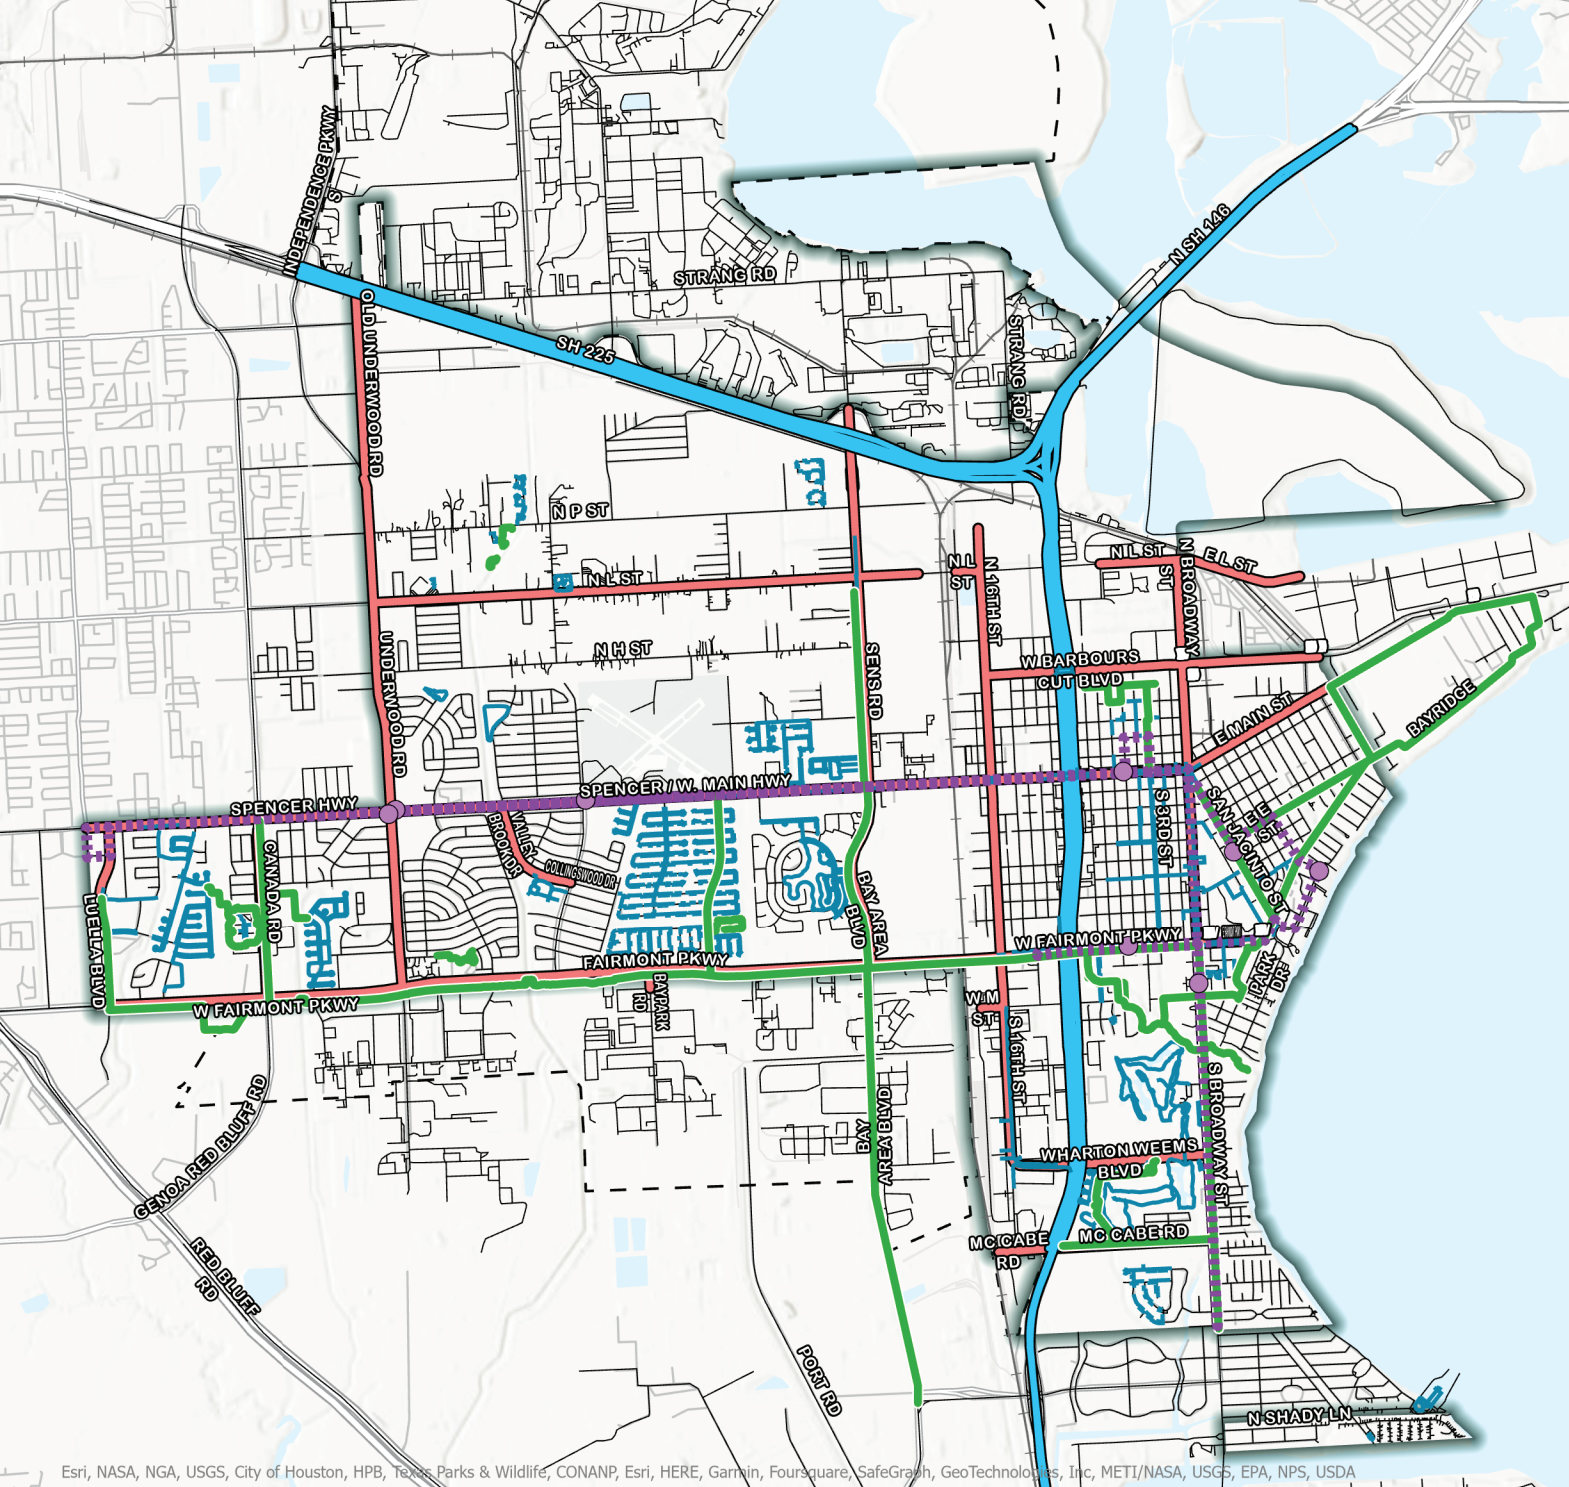 INDEPENDENCE PKWY
S
N SH 146
STRANG RD
OLD UNDERWOOD RD
SH 225
STRANG RD
N P ST
N L ST
N L
ST
N 16TH ST
N L ST
ST
N BROADWAY
E L ST
N H ST
UNDERWOOD RD
SENS RD
W BARBOURS
CUT BLVD
E MAIN ST
BAYRIDGE
SPENCER HWY
SPENCER / W. MAIN HWY
VALLEY
BROOK DR
COLLINGSWOOD DR
S 3RD ST
SAN JACINTO ST
E E
ST
CANADA RD
LUELLA BLVD
BAY AREA
BLVD
W FAIRMONT PKWY
FAIRMONT PKWY
W FAIRMONT PKWY
PARK
DR
BAYPARK
RD
W M
ST
S 16TH ST
S BROADWAY ST
GENOA RED BLUFF RD
BAY
AREA BLVD
WHARTON WEEMS
BLVD
MC CABE
RD
MC CABE RD
RED BLUFF
RD
PORT RD
N SHADY LN
Esri, NASA, NGA, USGS, City of Houston, HPB, Texas Parks & Wildlife, CONANP, Esri, HERE, Garmin, Foursquare, SafeGraph, GeoTechnologies, Inc, METI/NASA, USGS, EPA, NPS, USDA